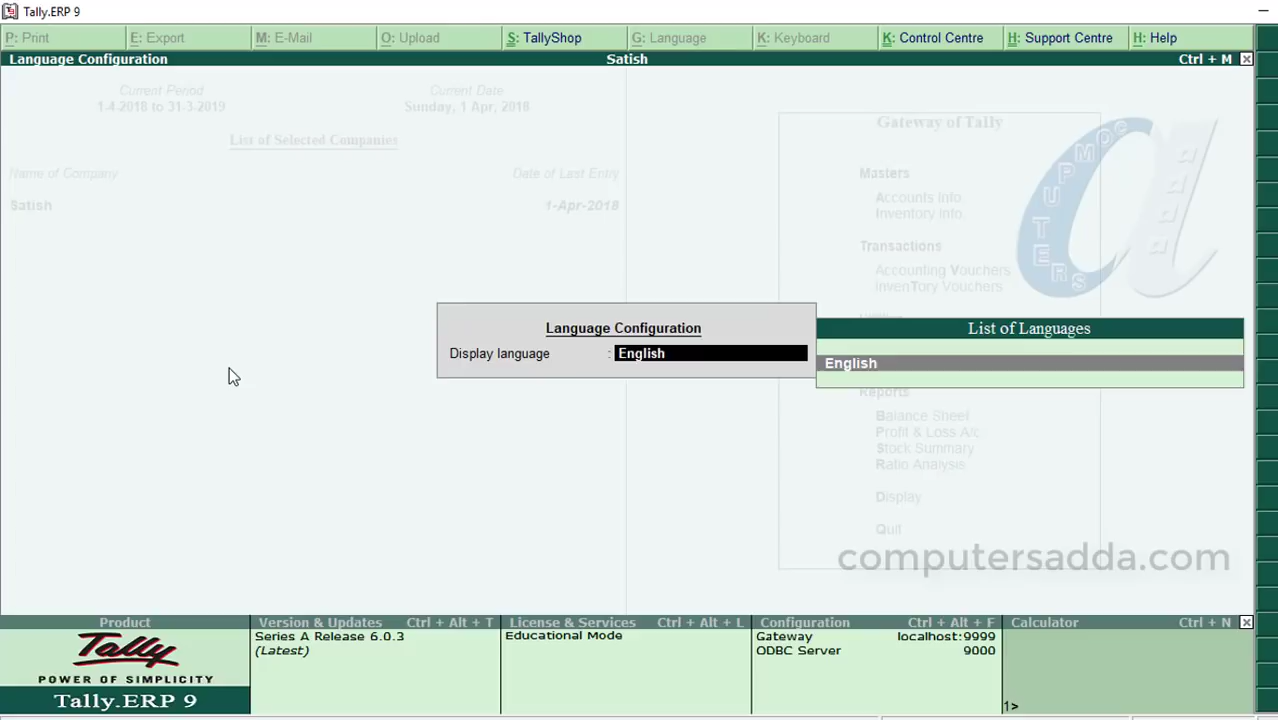 Tally.ERP 9
P: Print E: Export M: E-Mail O: Upload S: TallyShop G: Language K: Keyboard K: Control Centre H: Support Centre H: Help
Language Configuration Satish Ctrl + M
Current Period Current Date
1-4-2018 to 31-3-2019 Sunday, 1 Apr, 2018
List of Selected Companies
Name of Company Date of Last Entry
Satish 1-Apr-2018
Gateway of Tally
Masters
Accounts Info.
Inventory Info.
Transactions
Accounting Vouchers
InvenTory Vouchers
COMPUTERS
adda
Language Configuration
Display language : English
List of Languages
English
Reports
Balance Sheet
Profit & Loss A/c
Stock Summary
Ratio Analysis
Display
Quit
computersadda.com
Product
Tally
POWER OF SIMPLICITY
Tally.ERP 9
Version & Updates Ctrl + Alt + T
Series A Release 6.0.3
(Latest)
License & Services Ctrl + Alt + L
Educational Mode
Configuration Ctrl + Alt + F
Gateway localhost:9999
ODBC Server 9000
Calculator Ctrl + N
1>